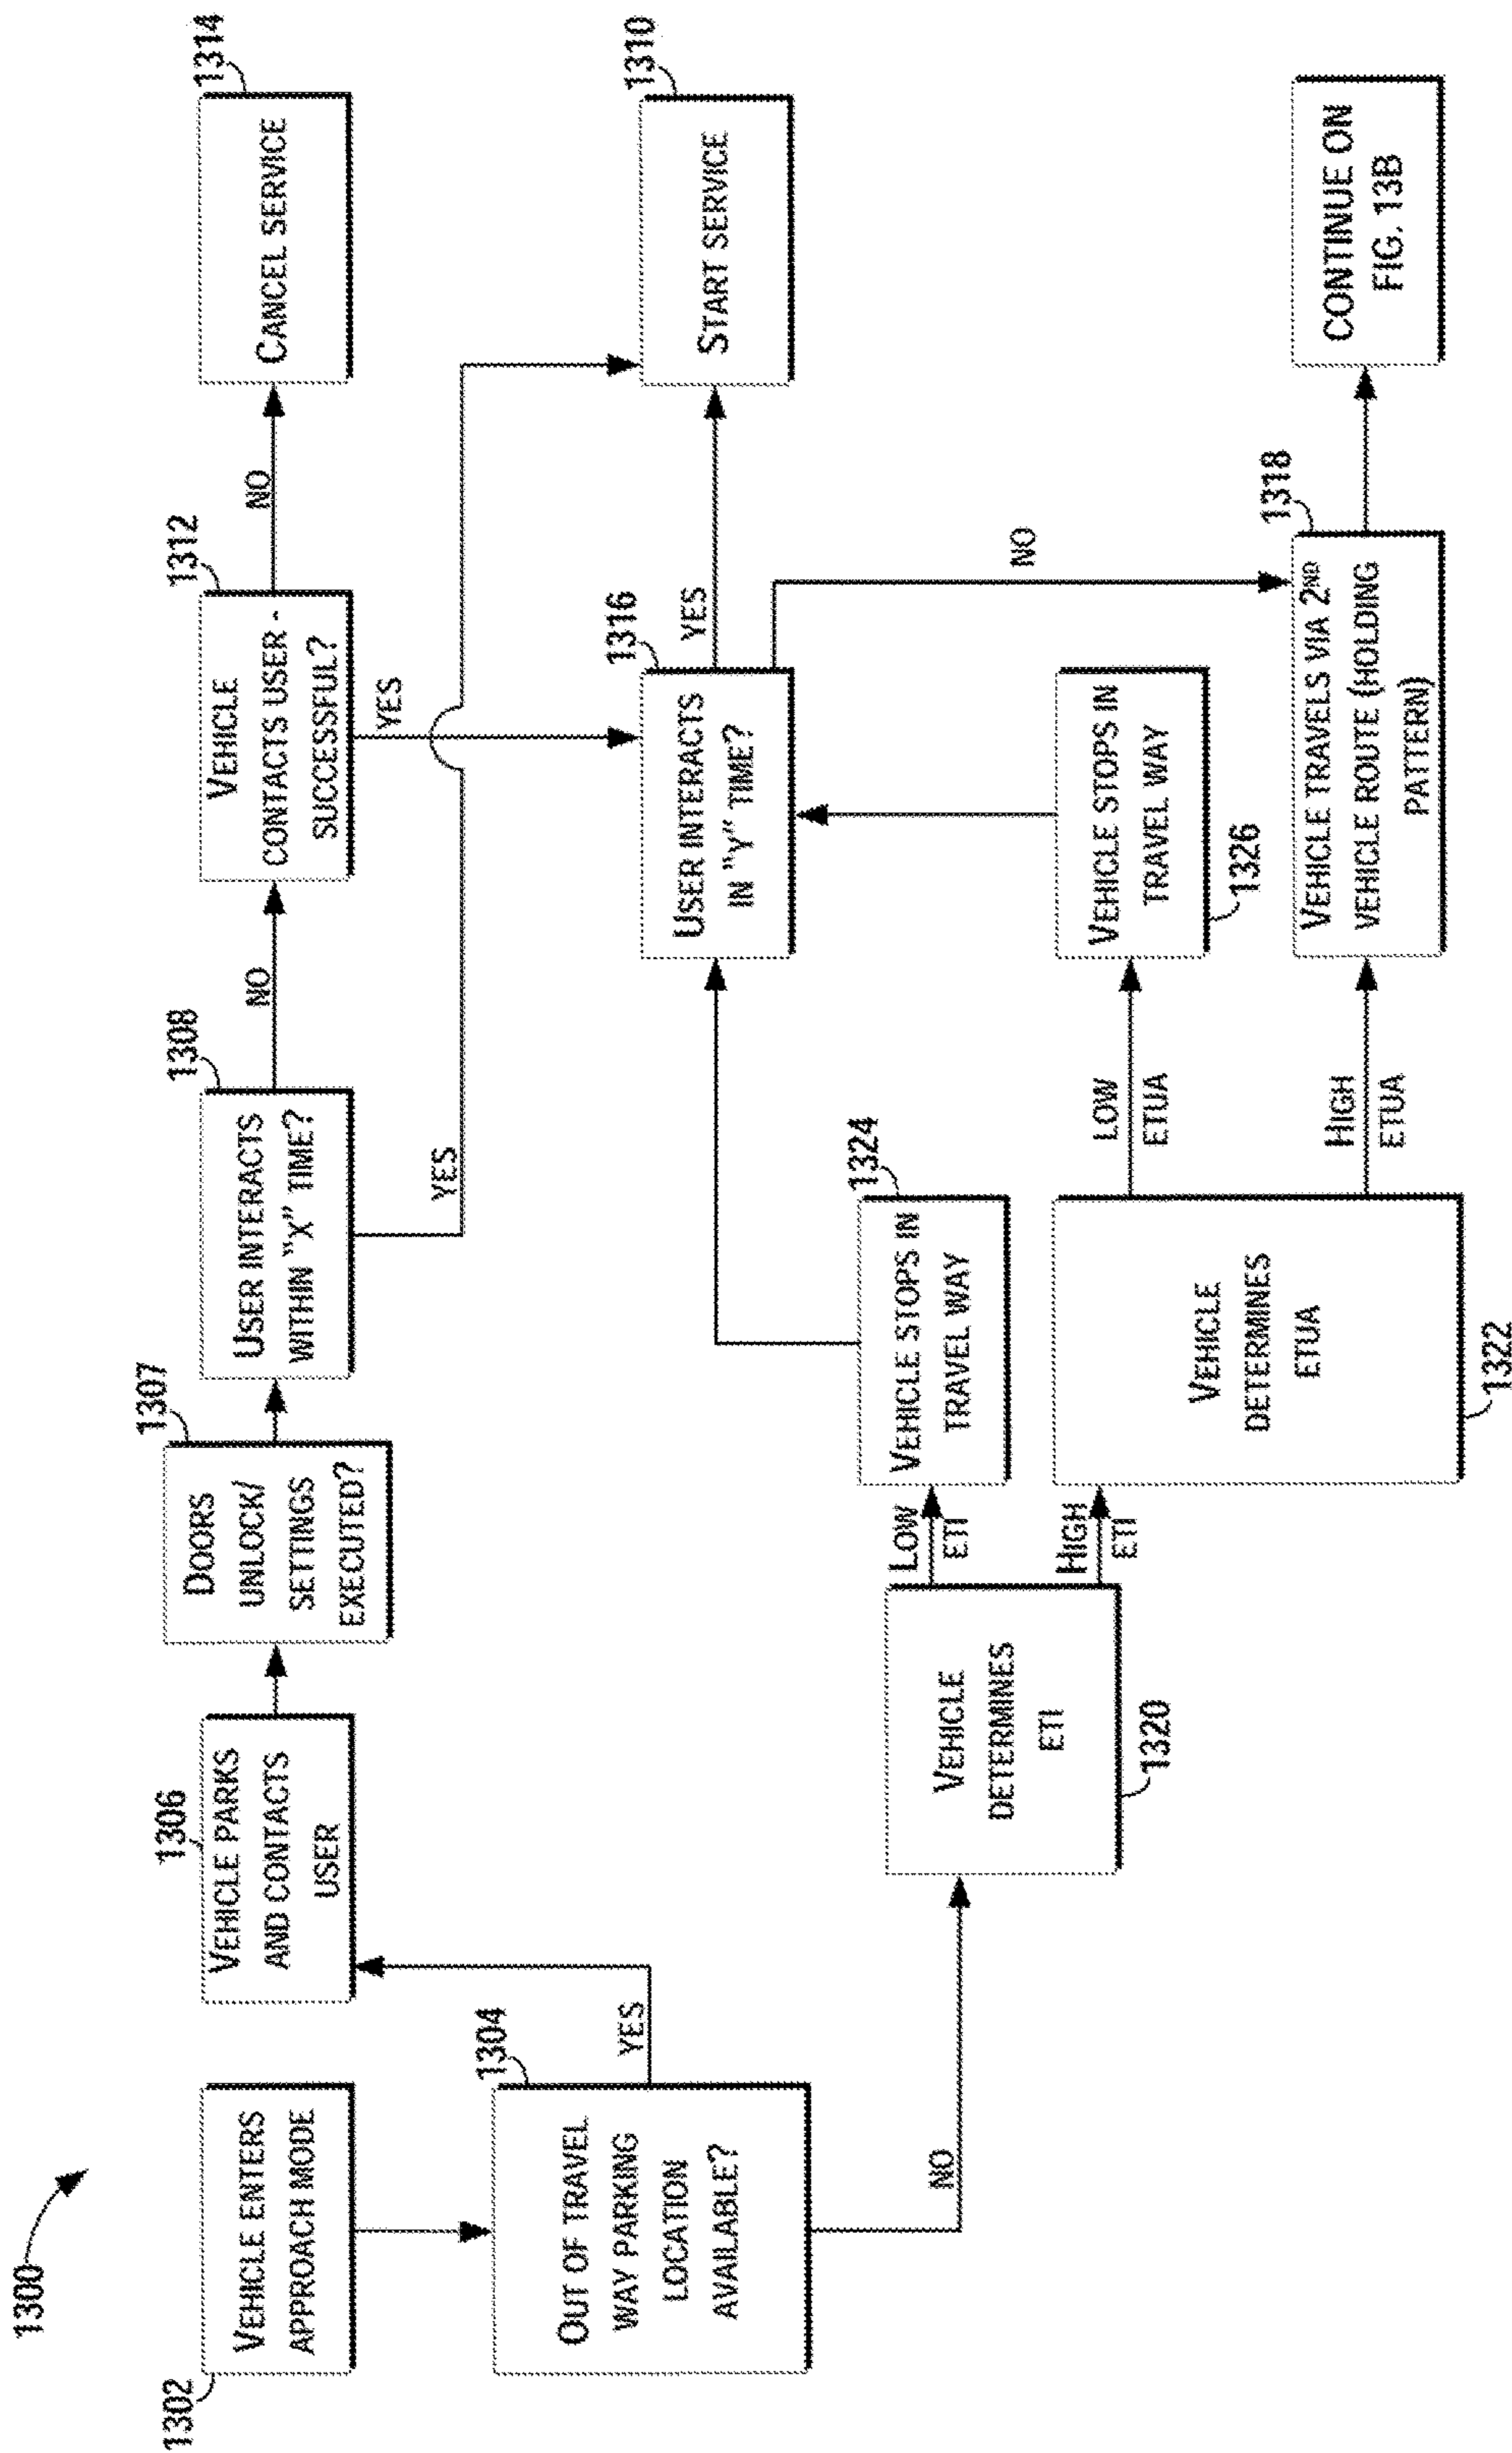 1300
1302
VEHICLE ENTERS
APPROACH MODE
1304
OUT OF TRAVEL
WAY PARKING
LOCATION
AVAILABLE?
YES
NO
1306
VEHICLE PARKS
AND CONTACTS
USER
1307
DOORS
UNLOCK/
SETTINGS
EXECUTED?
1308
USER INTERACTS
WITHIN "X" TIME?
NO
YES
1312
VEHICLE
CONTACTS USER -
SUCCESSFUL?
NO
YES
1314
CANCEL SERVICE
1316
USER INTERACTS
IN "Y" TIME?
YES
NO
1310
START SERVICE
1320
VEHICLE
DETERMINES
ETI
LOW
ETI
HIGH
ETI
1324
VEHICLE STOPS IN
TRAVEL WAY
1322
VEHICLE
DETERMINES
ETUA
LOW
ETUA
HIGH
ETUA
1326
VEHICLE STOPS IN
TRAVEL WAY
1318
VEHICLE TRAVELS VIA 2ND
VEHICLE ROUTE (HOLDING
PATTERN)
CONTINUE ON
FIG. 13B